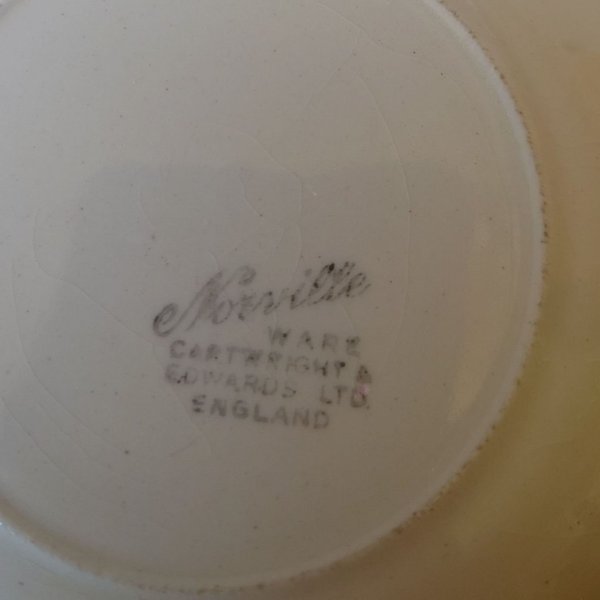 Norville
WARE
CARTWRIGHT &
EDWARDS LTD.
ENGLAND